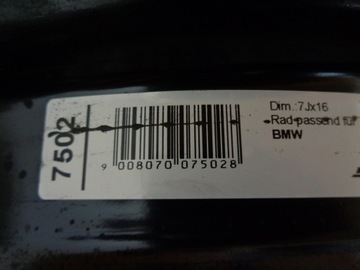 7502
Dim.:7Jx16
Rad passend für
BMW
9 008070 075028